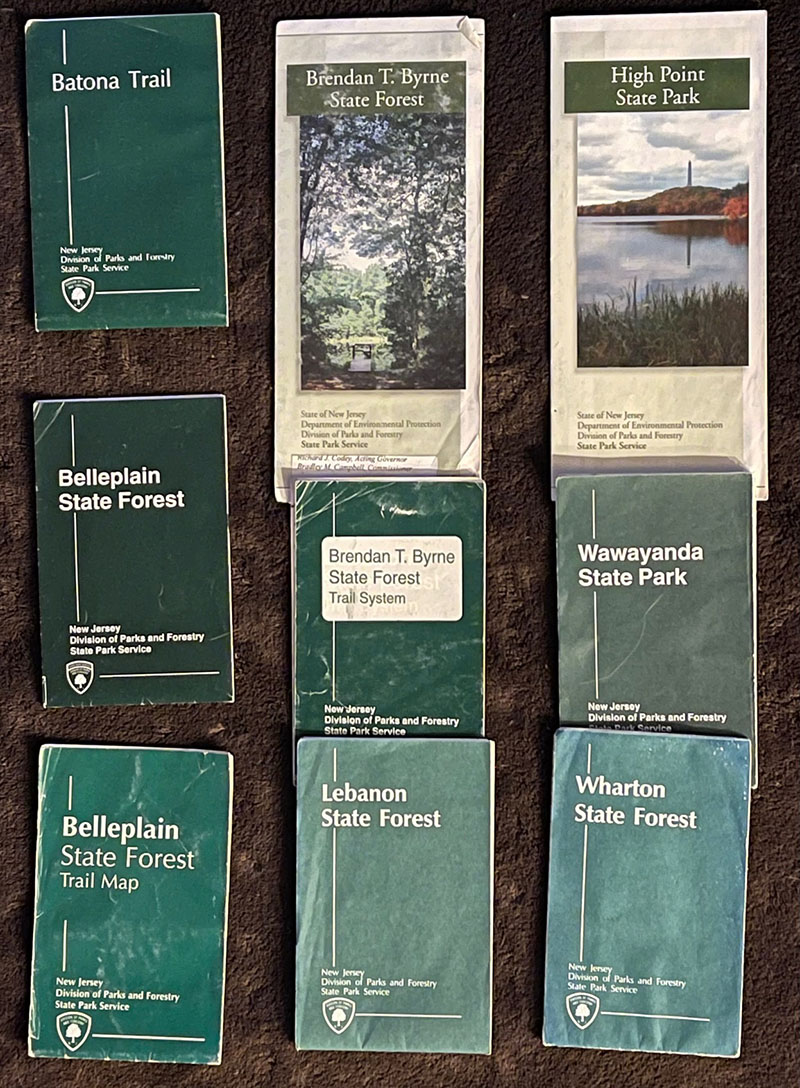 Batona Trail
New Jersey
Division of Parks and Forestry
State Park Service
Brendan T. Byrne
State Forest
State of New Jersey
Department of Environmental Protection
Division of Parks and Forestry
State Park Service
Richard J. Codey, Acting Governor
Bradley M. Campbell, Commissioner
High Point
State Park
State of New Jersey
Department of Environmental Protection
Division of Parks and Forestry
State Park Service
Belleplain
State Forest
New Jersey
Division of Parks and Forestry
State Park Service
Brendan T. Byrne
State Forest
Trail System
New Jersey
Division of Parks and Forestry
State Park Service
Wawayanda
State Park
New Jersey
Division of Parks and Forestry
State Park Service
Belleplain
State Forest
Trail Map
New Jersey
Division of Parks and Forestry
State Park Service
Lebanon
State Forest
New Jersey
Division of Parks and Forestry
State Park Service
Wharton
State Forest
New Jersey
Division of Parks and Forestry
State Park Service